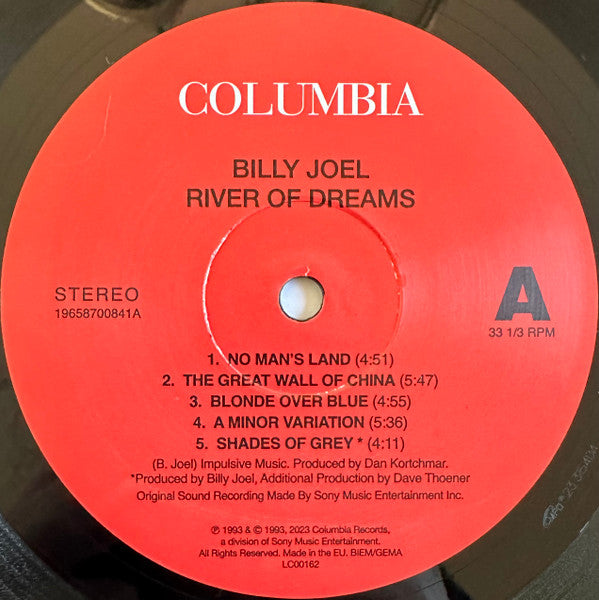 COLUMBIA
BILLY JOEL
RIVER OF DREAMS
STEREO
19658700841A
A
33 1/3 RPM
1. NO MAN'S LAND (4:51)
2. THE GREAT WALL OF CHINA (5:47)
3. BLONDE OVER BLUE (4:55)
4. A MINOR VARIATION (5:36)
5. SHADES OF GREY * (4:11)
(B. Joel) Impulsive Music. Produced by Dan Kortchmar.
*Produced by Billy Joel, Additional Production by Dave Thoener
Original Sound Recording Made By Sony Music Entertainment Inc.
℗ 1993 & © 1993, 2023 Columbia Records,
a division of Sony Music Entertainment.
All Rights Reserved. Made in the EU. BIEM/GEMA
LC00162